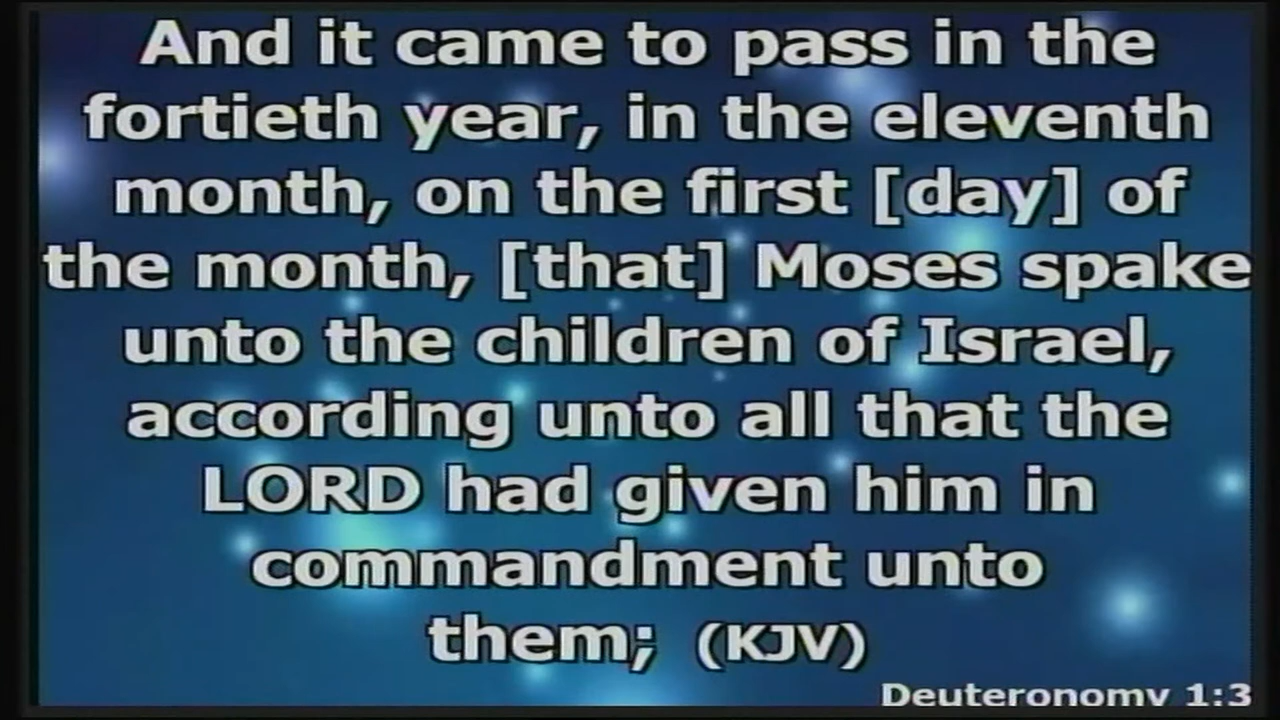 And it came to pass in the
fortieth year, in the eleventh
month, on the first [day] of
the month, [that] Moses spake
unto the children of Israel,
according unto all that the
LORD had given him in
commandment unto
them; (KJV)
Deuteronomy 1:3